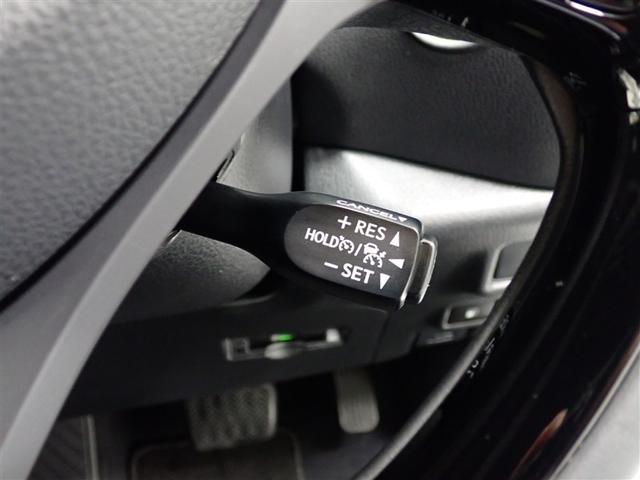 CANCEL
+ RES
HOLD /
− SET